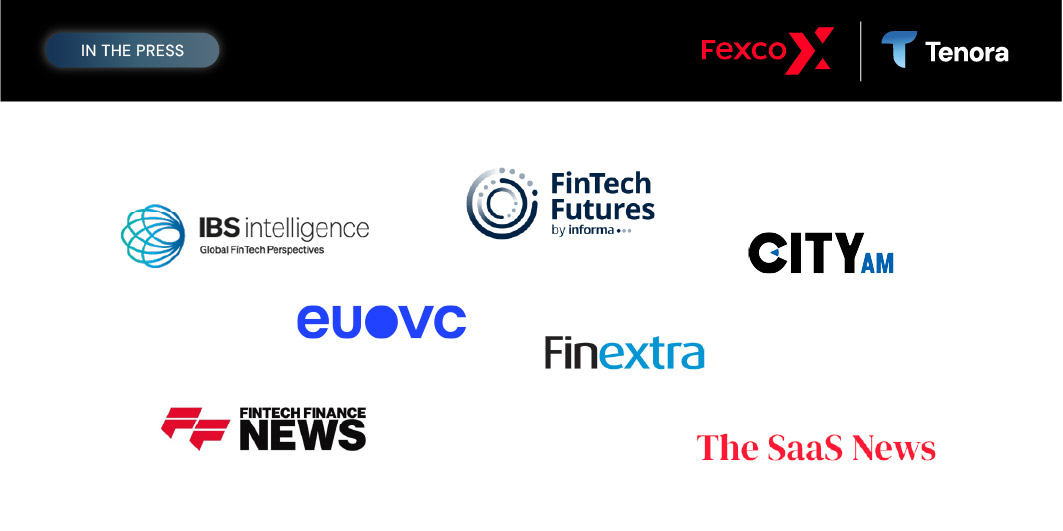 IN THE PRESS
Fexco
Tenora
IBS intelligence
Global FinTech Perspectives
FinTech
Futures
by informa
CITY AM
euovc
Finextra
FINTECH FINANCE
NEWS
The SaaS News